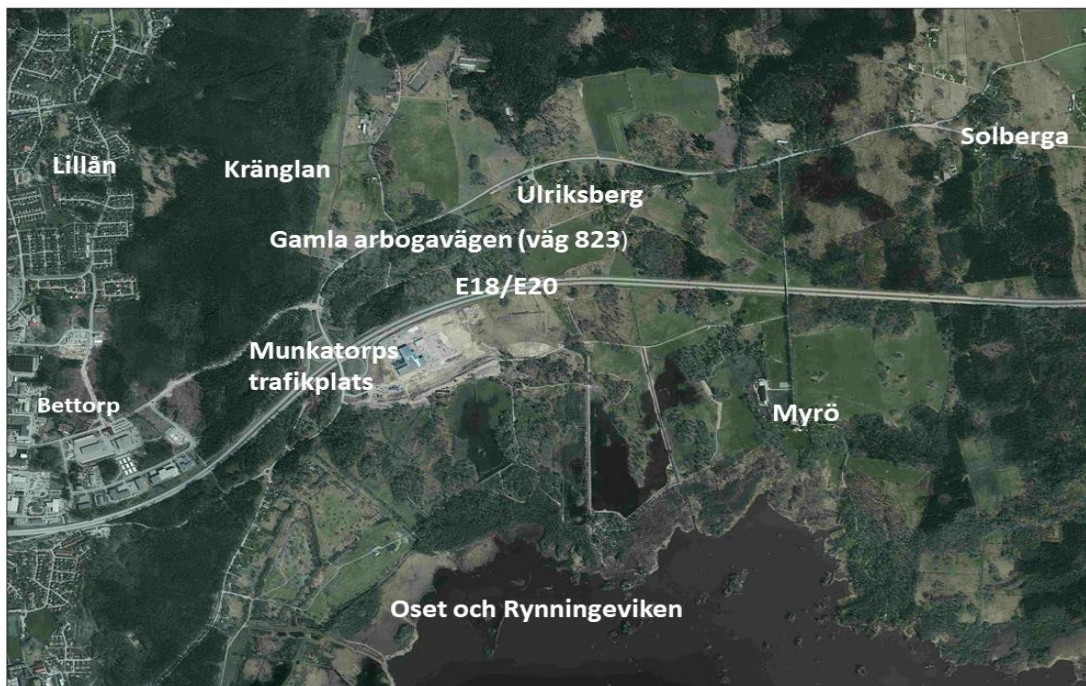 Solberga
Lillån
Kränglan
Ulriksberg
Gamla arbogavägen (väg 823)
E18/E20
Munkatorps
trafikplats
Bettorp
Myrö
Oset och Rynningeviken